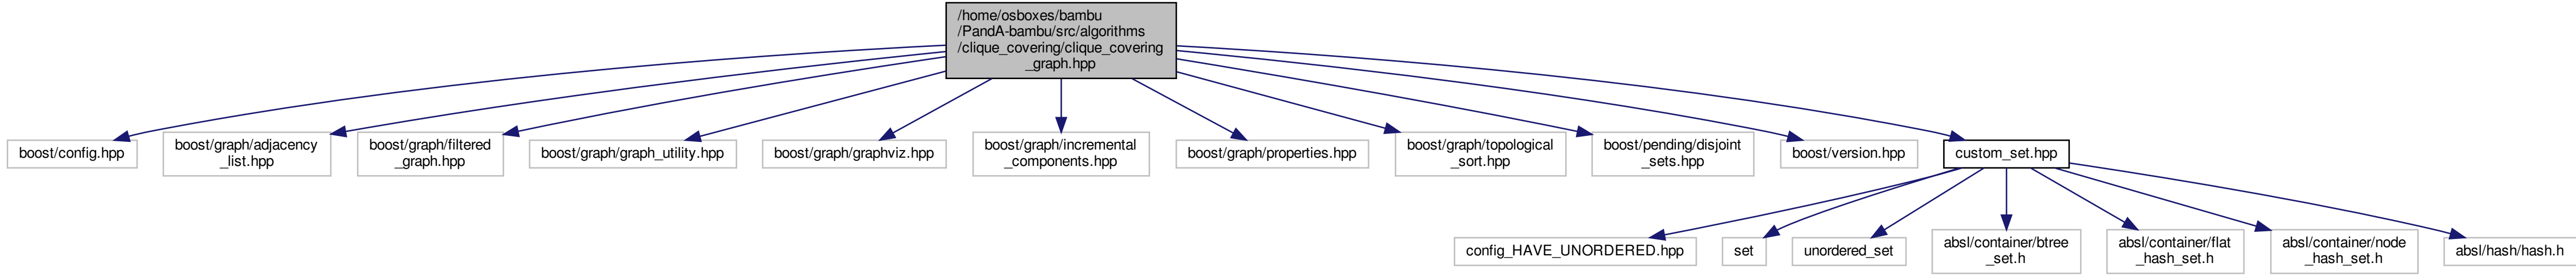 /home/osboxes/bambu
/PandA-bambu/src/algorithms
/clique_covering/clique_covering
_graph.hpp
boost/config.hpp
boost/graph/adjacency
_list.hpp
boost/graph/filtered
_graph.hpp
boost/graph/graph_utility.hpp
boost/graph/graphviz.hpp
boost/graph/incremental
_components.hpp
boost/graph/properties.hpp
boost/graph/topological
_sort.hpp
boost/pending/disjoint
_sets.hpp
boost/version.hpp
custom_set.hpp
config_HAVE_UNORDERED.hpp
set
unordered_set
absl/container/btree
_set.h
absl/container/flat
_hash_set.h
absl/container/node
_hash_set.h
absl/hash/hash.h